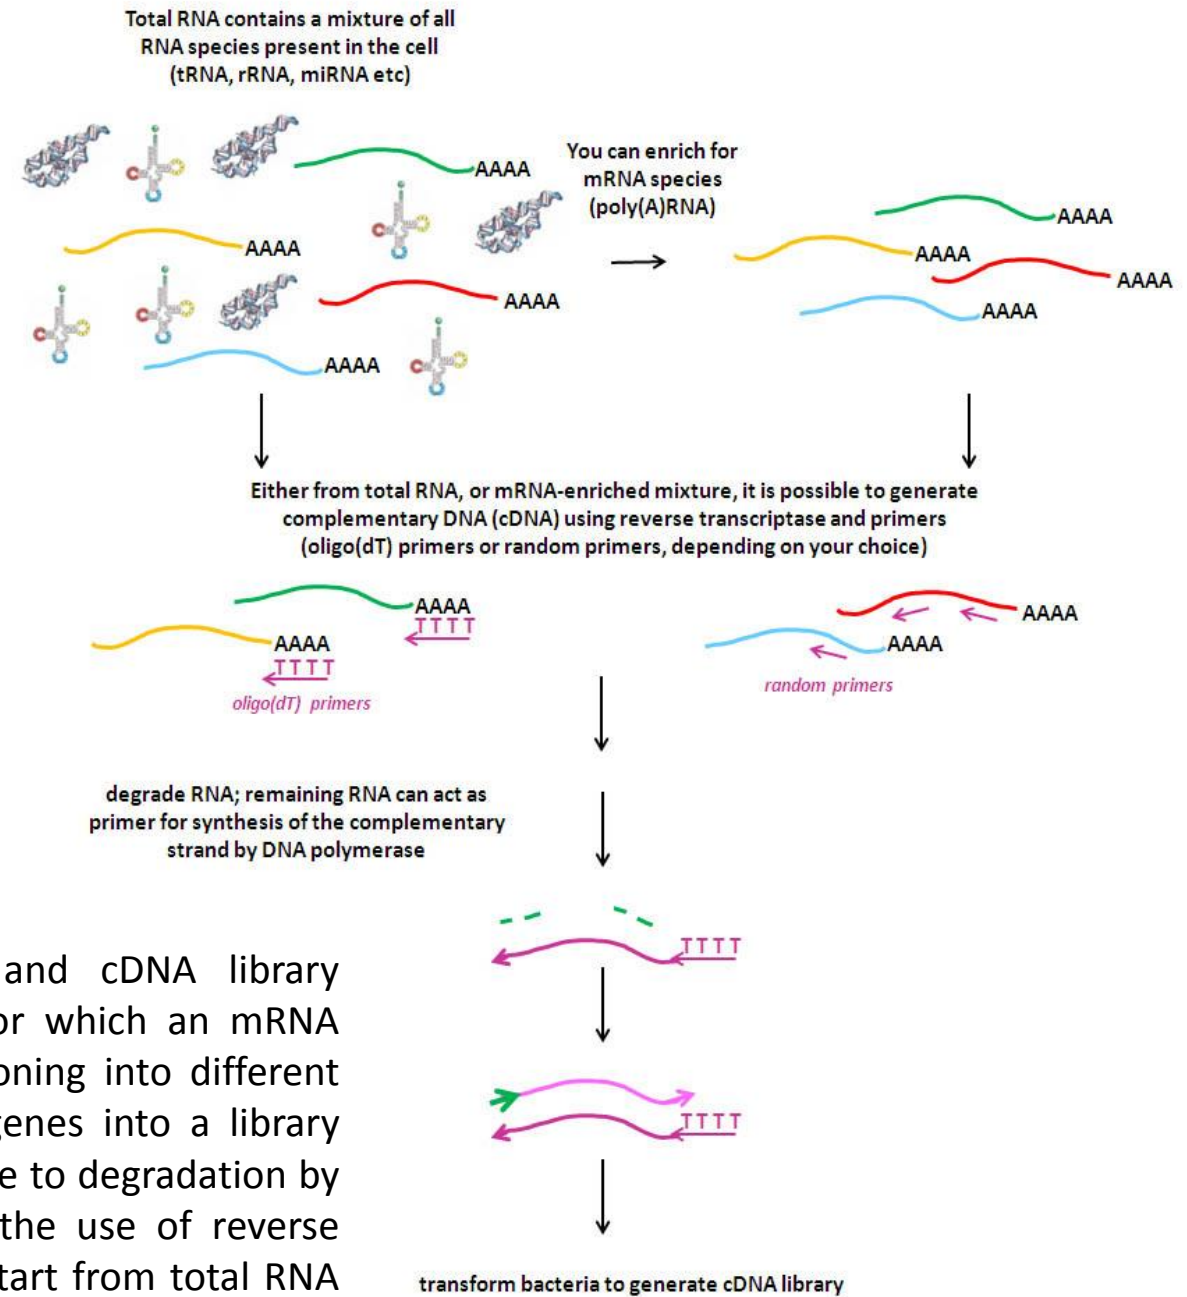 Total RNA contains a mixture of all
RNA species present in the cell
(tRNA, rRNA, miRNA etc)
AAAA
You can enrich for
mRNA species
(poly(A)RNA)
AAAA
AAAA
AAAA
AAAA
AAAA
AAAA
AAAA
Either from total RNA, or mRNA-enriched mixture, it is possible to generate
complementary DNA (cDNA) using reverse transcriptase and primers
(oligo(dT) primers or random primers, depending on your choice)
AAAA
TTTT
AAAA
TTTT
oligo(dT) primers
AAAA
AAAA
random primers
degrade RNA; remaining RNA can act as
primer for synthesis of the complementary
strand by DNA polymerase
TTTT
TTTT
and cDNA library
which an mRNA
into different
genes into a library
to degradation by
the use of reverse
from total RNA
transform bacteria to generate cDNA library